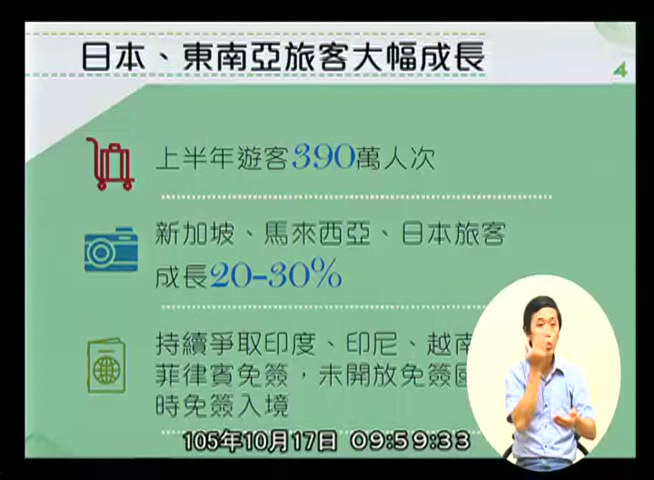 日本、東南亞旅客大幅成長
4
上半年遊客390萬人次
新加坡、馬來西亞、日本旅客
成長20-30%
持續爭取印度、印尼、越南
菲律賓免簽，未開放免簽國
時免簽入境
105年10月17日 09:59:33